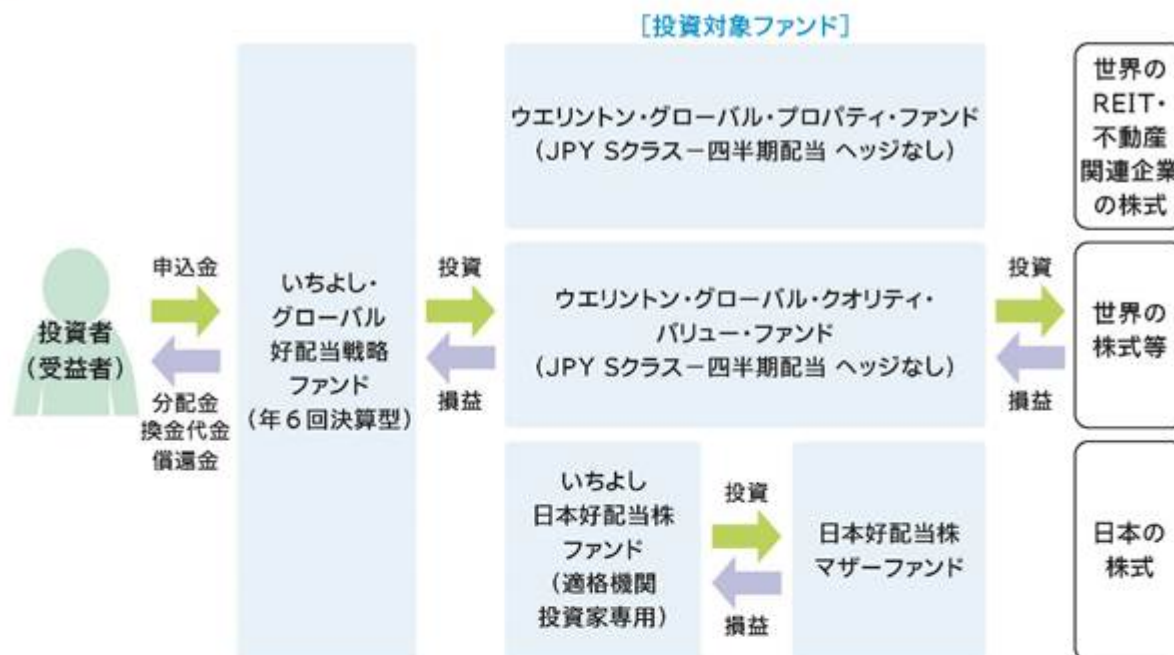 ［投資対象ファンド］
ウエリントン・グローバル・プロパティ・ファンド
（JPY Sクラス－四半期配当 ヘッジなし）
世界の
REIT・
不動産
関連企業
の株式
投資者
（受益者）
申込金
分配金
換金代金
償還金
いちよし・
グローバル
好配当戦略
ファンド
（年６回決算型）
投資
損益
ウエリントン・グローバル・クオリティ・
バリュー・ファンド
（JPY Sクラス－四半期配当 ヘッジなし）
投資
損益
世界の
株式等
いちよし
日本好配当株
ファンド
（適格機関
投資家専用）
投資
損益
日本好配当株
マザーファンド
日本の
株式